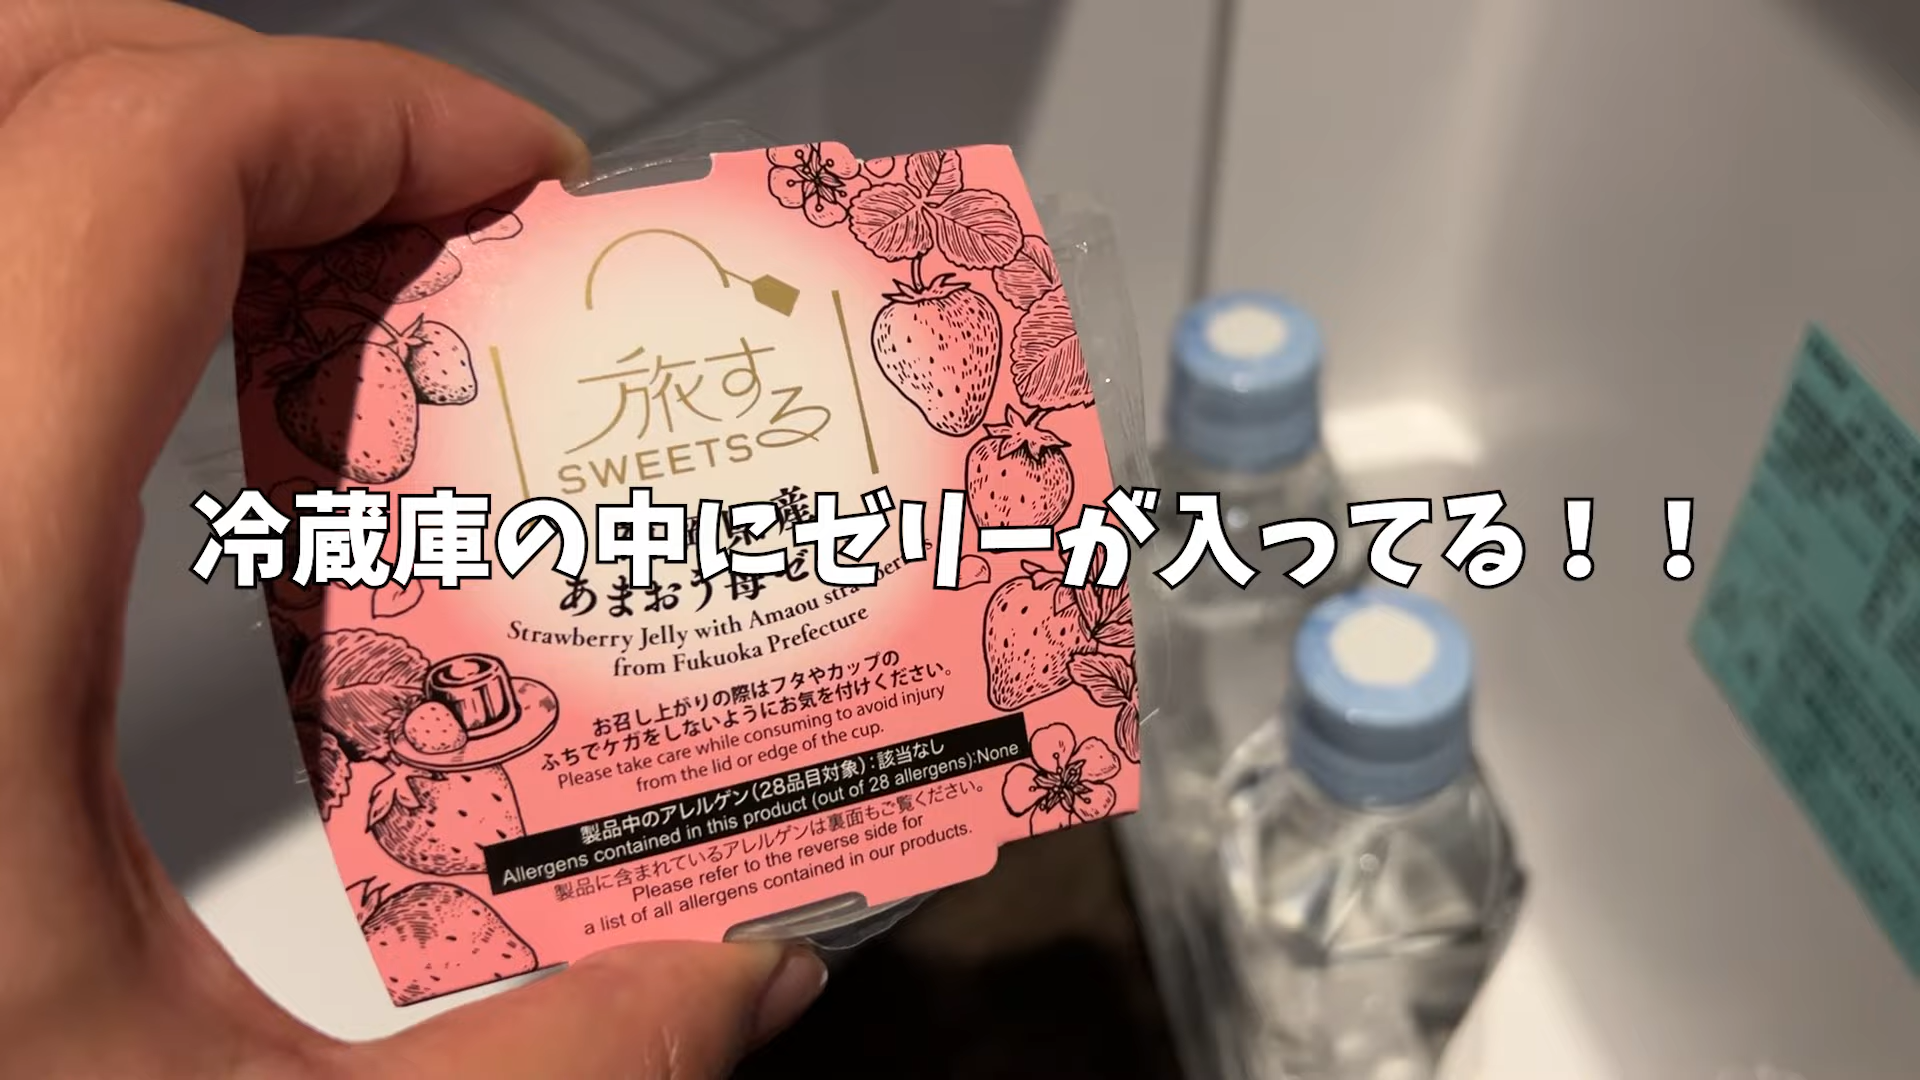 旅する
SWEETS
冷蔵庫の中にゼリーが入ってる！！
あまおう苺ゼ
Strawberry Jelly with Amaou
from Fukuoka Prefecture
お召し上がりの際はフタやカップの
ふちでケガをしないようにお気を付けください。
Please take care while consuming to avoid injury
from the lid or edge of the cup.
製品中のアレルゲン(28品目対象):該当なし
Allergens contained in this product (out of 28 allergens):None
製品に含まれているアレルゲンは裏面もご覧ください。
Please refer to the reverse side for
a list of all allergens contained in our products.